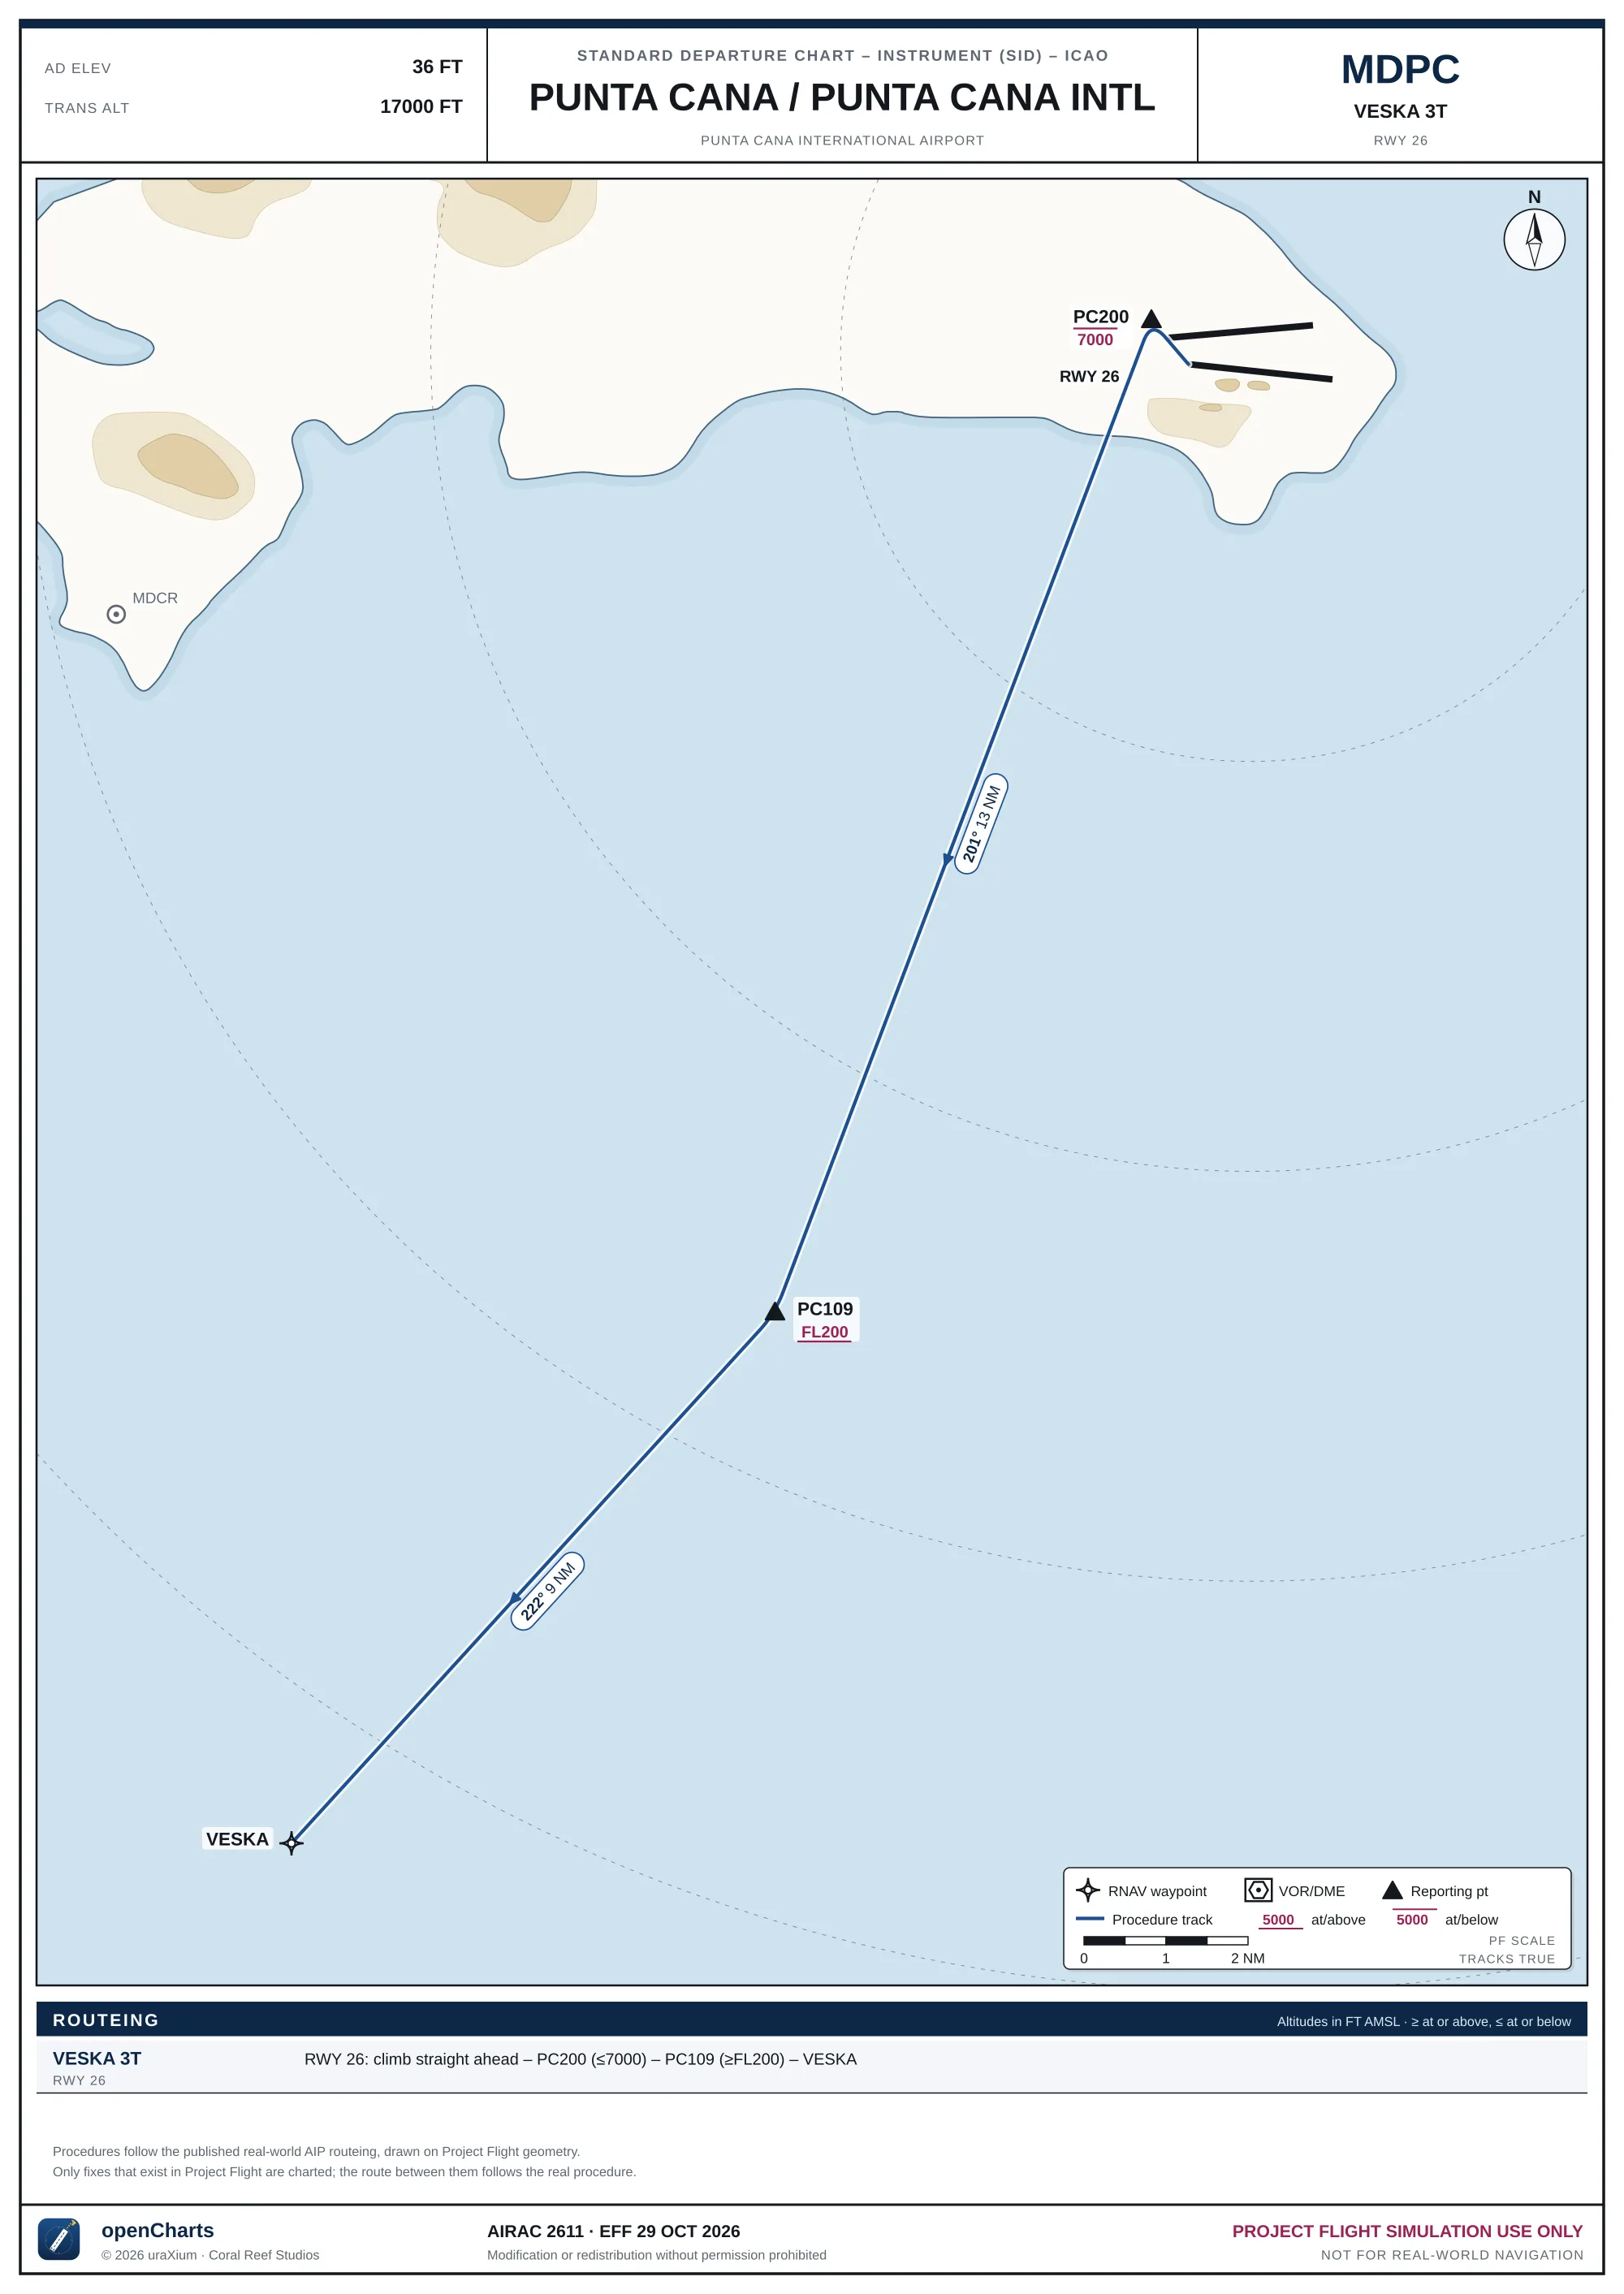 AD ELEV 36 FT
TRANS ALT 17000 FT
STANDARD DEPARTURE CHART – INSTRUMENT (SID) – ICAO
PUNTA CANA / PUNTA CANA INTL
PUNTA CANA INTERNATIONAL AIRPORT
MDPC
VESKA 3T
RWY 26
N
PC200
7000
RWY 26
MDCR
201° 13 NM
PC109
FL200
222° 9 NM
VESKA
RNAV waypoint VOR/DME Reporting pt
Procedure track 5000 at/above 5000 at/below
PF SCALE
0 1 2 NM TRACKS TRUE
ROUTEING Altitudes in FT AMSL · ≥ at or above, ≤ at or below
VESKA 3T RWY 26: climb straight ahead – PC200 (≤7000) – PC109 (≥FL200) – VESKA
RWY 26
Procedures follow the published real-world AIP routeing, drawn on Project Flight geometry.
Only fixes that exist in Project Flight are charted; the route between them follows the real procedure.
openCharts
© 2026 uraXium · Coral Reef Studios
AIRAC 2611 · EFF 29 OCT 2026
Modification or redistribution without permission prohibited
PROJECT FLIGHT SIMULATION USE ONLY
NOT FOR REAL-WORLD NAVIGATION